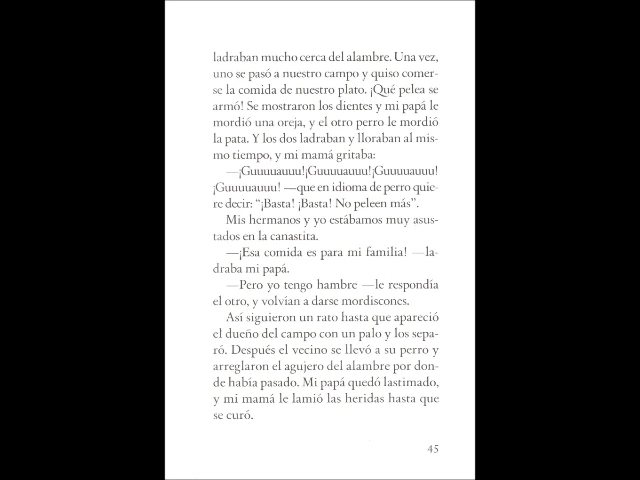 ladraban mucho cerca del alambre. Una vez,
uno se pasó a nuestro campo y quiso comer-
se la comida de nuestro plato. ¡Qué pelea se
armó! Se mostraron los dientes y mi papá le
mordió una oreja, y el otro perro le mordió
la pata. Y los dos ladraban y lloraban al mis-
mo tiempo, y mi mamá gritaba:
—¡Guuuauuu!¡Guuuuauuu!¡Guuuuauuu!
¡Guuuuauuu! —que en idioma de perro quie-
re decir: “¡Basta! ¡Basta! No peleen más”.
Mis hermanos y yo estábamos muy asus-
tados en la canastita.
—¡Esa comida es para mi familia! —la-
draba mi papá.
—Pero yo tengo hambre —le respondía
el otro, y volvían a darse mordiscones.
Así siguieron un rato hasta que apareció
el dueño del campo con un palo y los sepa-
ró. Después el vecino se llevó a su perro y
arreglaron el agujero del alambre por don-
de había pasado. Mi papá quedó lastimado,
y mi mamá le lamió las heridas hasta que
se curó.
45